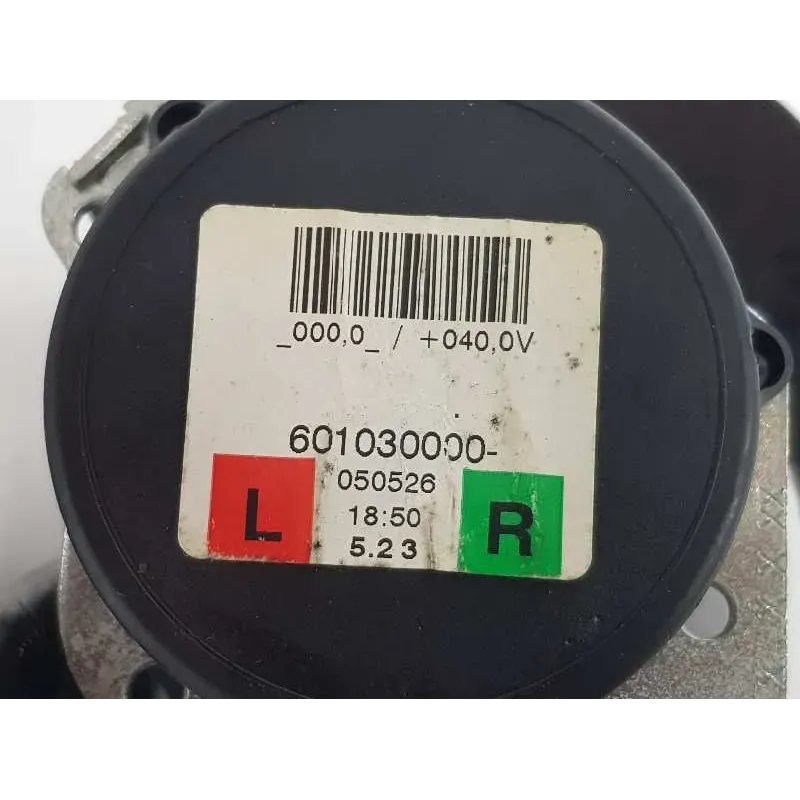 _000,0_ / +040,0V
601030000-
050526
L 18:50 R
5.23